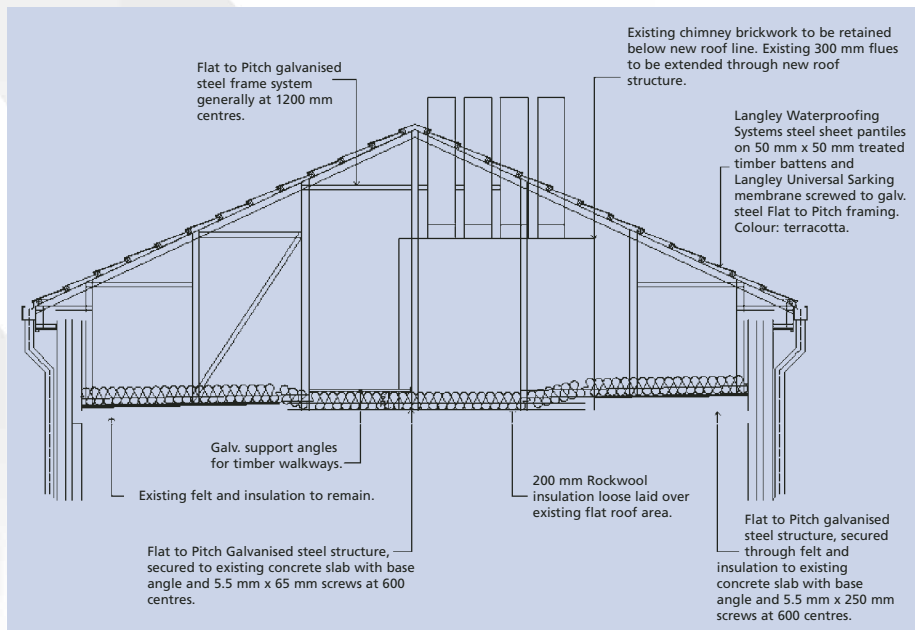 Existing chimney brickwork to be retained
below new roof line. Existing 300 mm flues
to be extended through new roof
structure.
Flat to Pitch galvanised
steel frame system
generally at 1200 mm
centres.
Langley Waterproofing
Systems steel sheet pantiles
on 50 mm x 50 mm treated
timber battens and
Langley Universal Sarking
membrane screwed to galv.
steel Flat to Pitch framing.
Colour: terracotta.
Galv. support angles
for timber walkways.
Existing felt and insulation to remain.
200 mm Rockwool
insulation loose laid over
existing flat roof area.
Flat to Pitch Galvanised steel structure,
secured to existing concrete slab with base
angle and 5.5 mm x 65 mm screws at 600
centres.
Flat to Pitch galvanised
steel structure, secured
through felt and
insulation to existing
concrete slab with base
angle and 5.5 mm x 250 mm
screws at 600 centres.